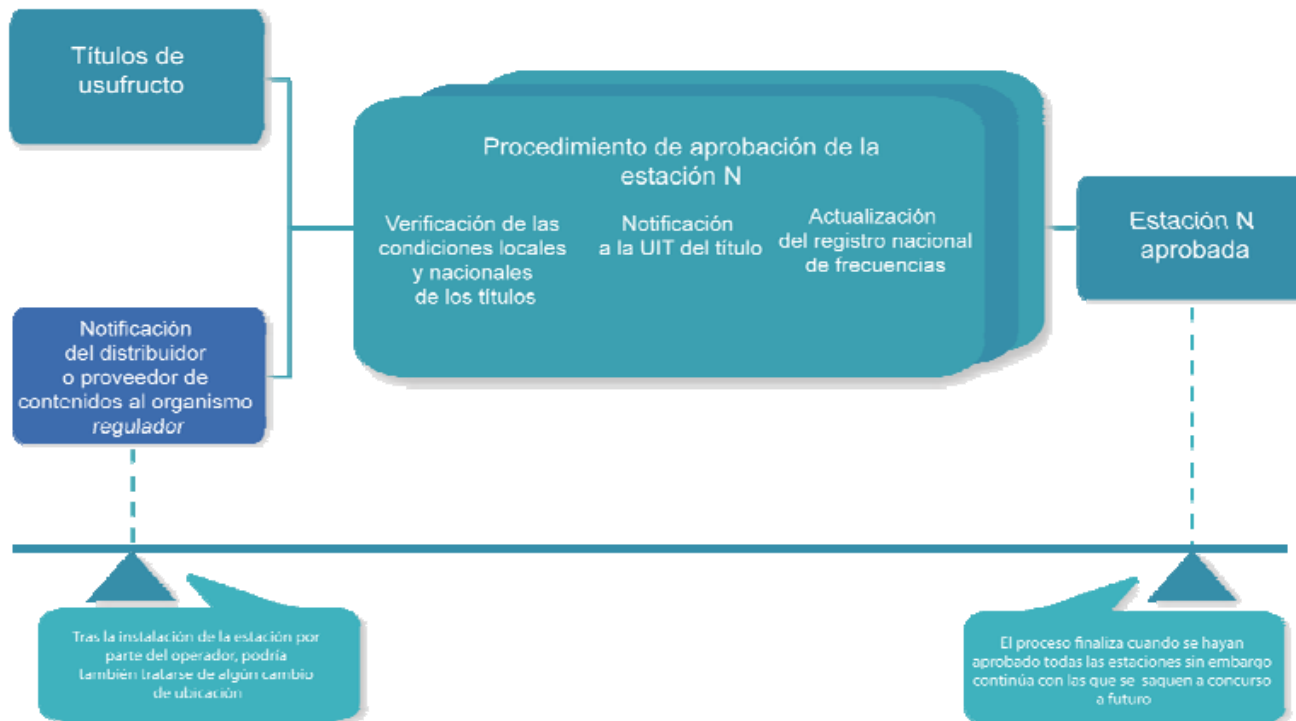 Títulos de
usufructo
Notificación
del distribuidor
o proveedor de
contenidos al organismo
regulador
Procedimiento de aprobación de la
estación N
Verificación de las
condiciones locales
y nacionales
de los títulos
Notificación
a la UIT del título
Actualización
del registro nacional
de frecuencias
Estación N
aprobada
Tras la instalación de la estación por
parte del operador, podría
también tratarse de algún cambio
de ubicación
El proceso finaliza cuando se hayan
aprobado todas las estaciones sin embargo
continúa con las que se saquen a concurso
a futuro